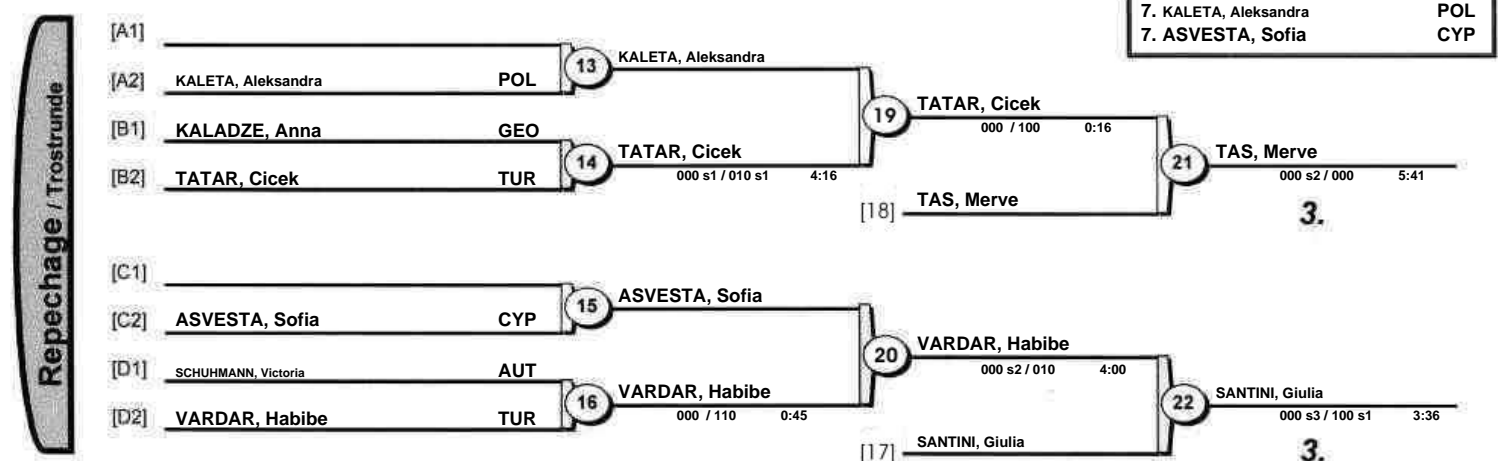 7. KALETA, Aleksandra POL
7. ASVESTA, Sofia CYP
Repechage / Trostrunde
[A1]
[A2] KALETA, Aleksandra POL
13 KALETA, Aleksandra
[B1] KALADZE, Anna GEO
[B2] TATAR, Cicek TUR
14 TATAR, Cicek
000 s1 / 010 s1 4:16
19 TATAR, Cicek
000 / 100 0:16
[18] TAS, Merve
21 TAS, Merve
000 s2 / 000 5:41
3.
[C1]
[C2] ASVESTA, Sofia CYP
15 ASVESTA, Sofia
[D1] SCHUHMANN, Victoria AUT
[D2] VARDAR, Habibe TUR
16 VARDAR, Habibe
000 / 110 0:45
20 VARDAR, Habibe
000 s2 / 010 4:00
[17] SANTINI, Giulia
22 SANTINI, Giulia
000 s3 / 100 s1 3:36
3.